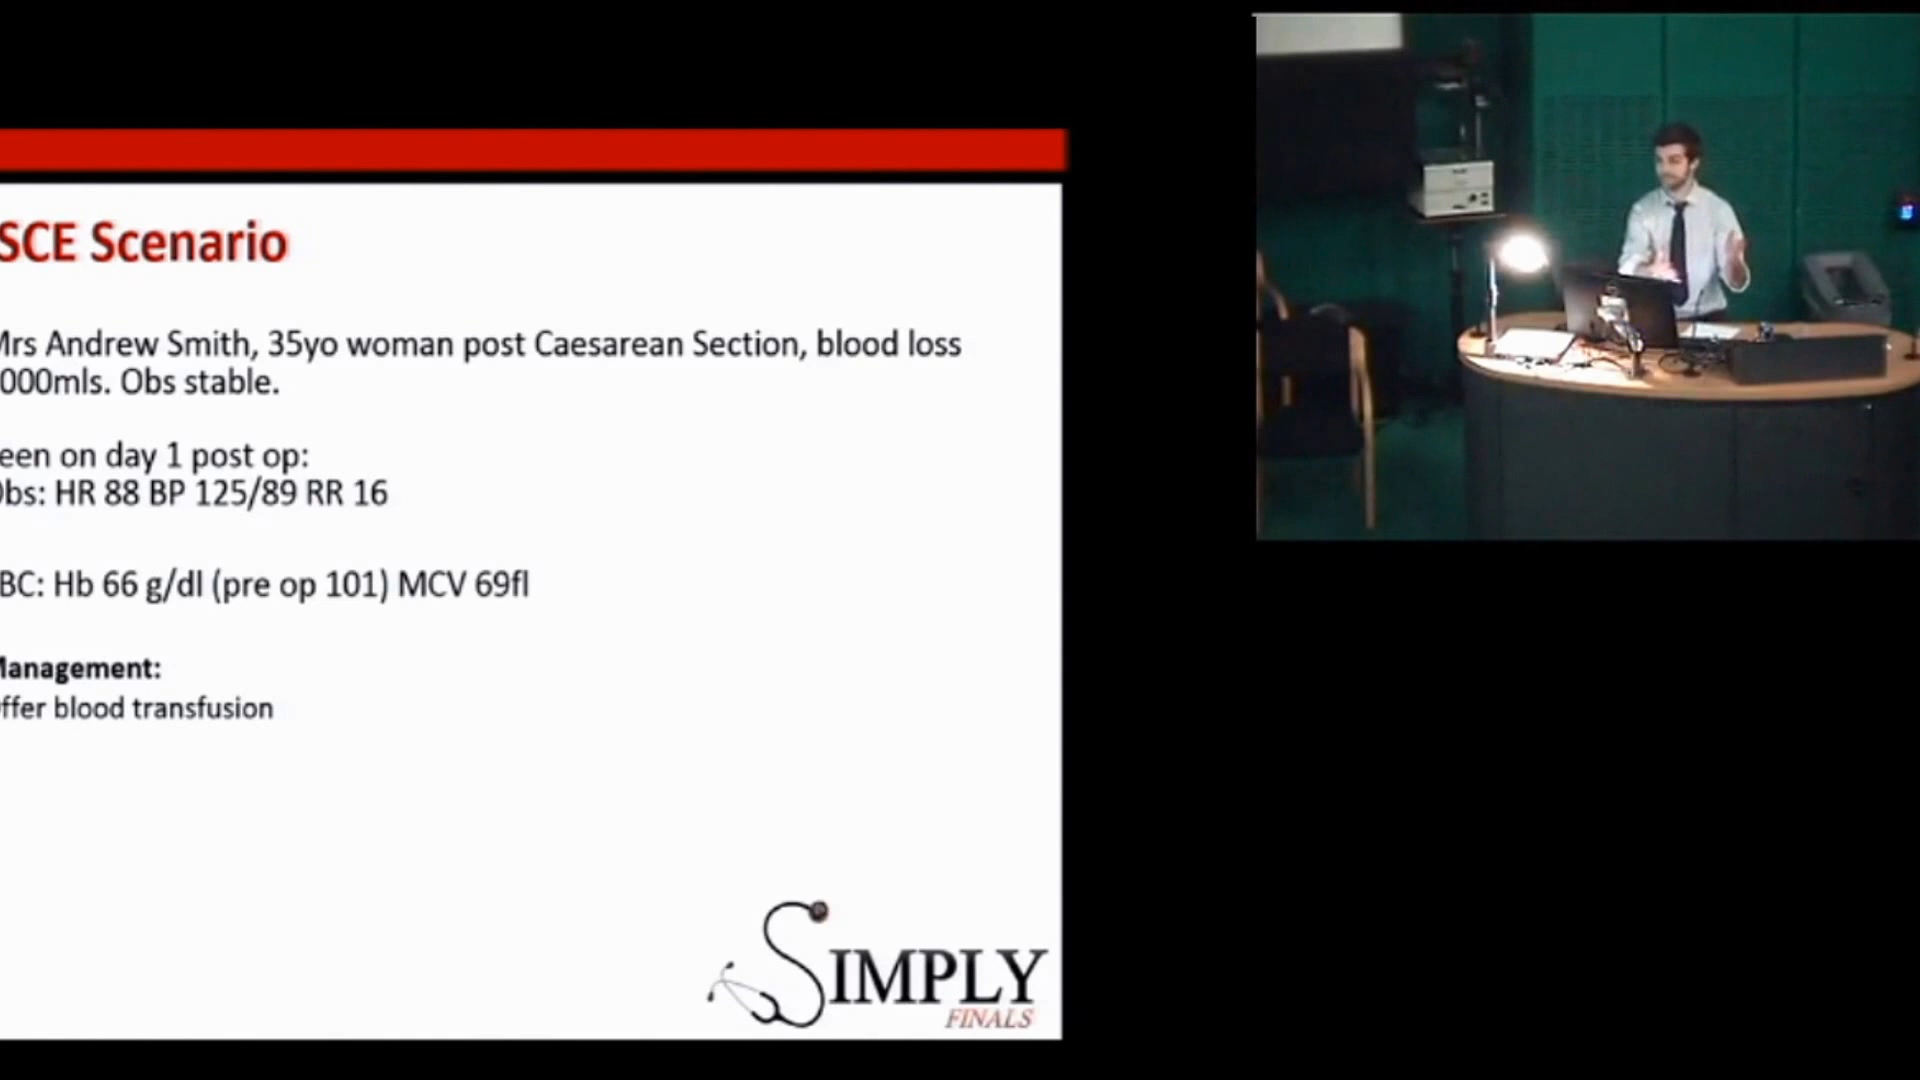 SCE Scenario
Mrs Andrew Smith, 35yo woman post Caesarean Section, blood loss
000mls. Obs stable.
een on day 1 post op:
Obs: HR 88 BP 125/89 RR 16
BC: Hb 66 g/dl (pre op 101) MCV 69fl
Management:
ffer blood transfusion
SIMPLY
FINALS